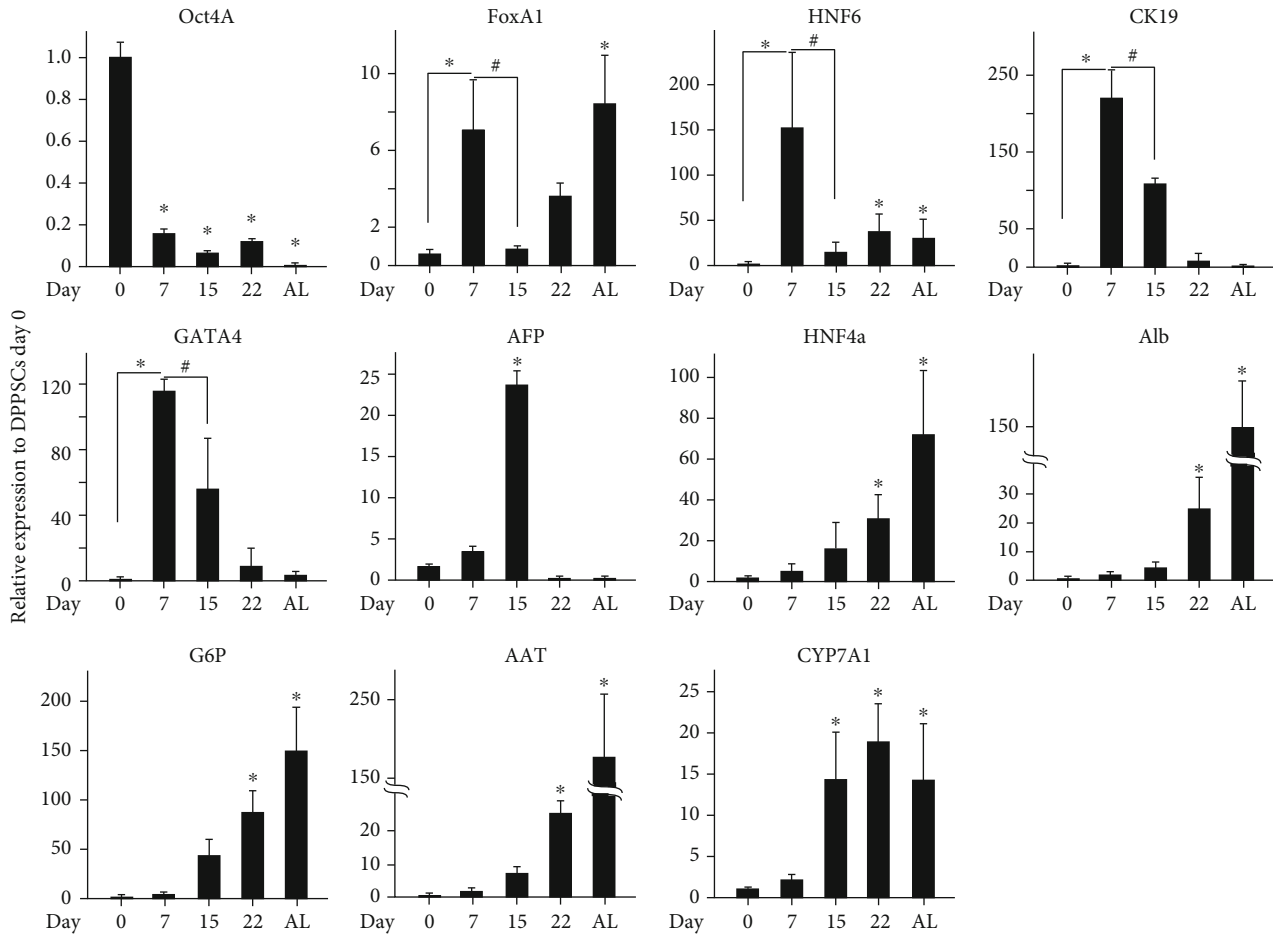 Relative expression to DPPSCs day 0
Oct4A
1.0
0.8
0.6
0.4
0.2
0
* * * *
Day 0 7 15 22 AL
FoxA1
10
6
2
0
* # *
Day 0 7 15 22 AL
HNF6
200
150
100
50
0
* # * *
Day 0 7 15 22 AL
CK19
250
150
50
0
* #
Day 0 7 15 22 AL
GATA4
120
80
40
0
* #
Day 0 7 15 22 AL
AFP
25
20
15
10
5
0
*
Day 0 7 15 22 AL
HNF4a
100
80
60
40
20
0
* *
Day 0 7 15 22 AL
Alb
150
30
20
10
0
* *
Day 0 7 15 22 AL
G6P
200
150
100
50
0
* *
Day 0 7 15 22 AL
AAT
250
150
20
10
0
* *
Day 0 7 15 22 AL
CYP7A1
25
20
15
10
5
0
* * *
Day 0 7 15 22 AL